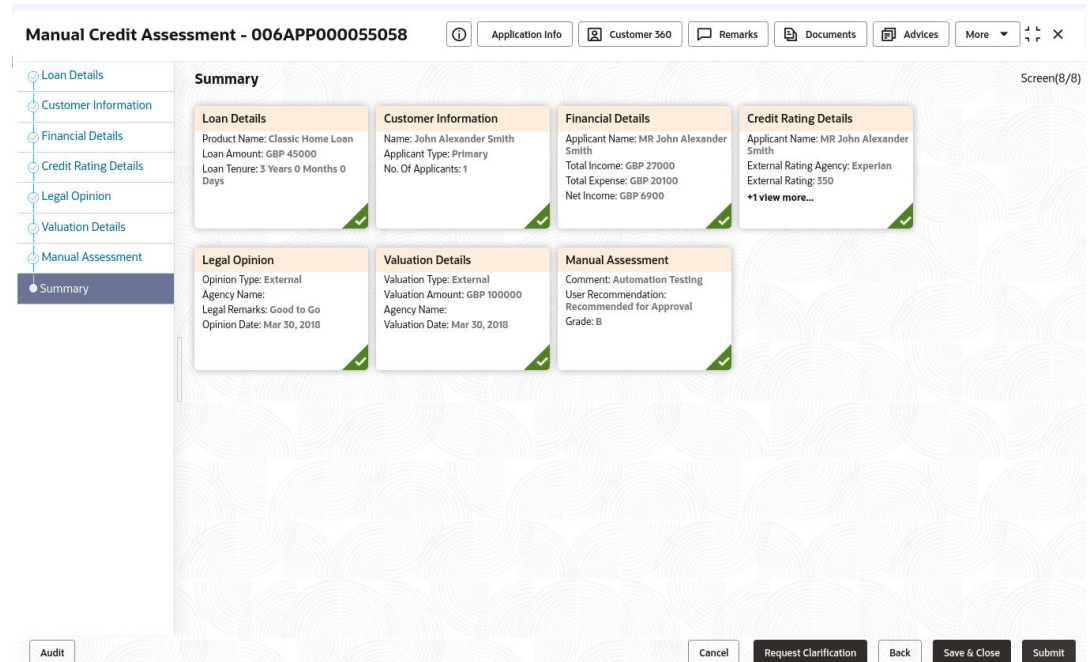 Manual Credit Assessment - 006APP000055058
Application Info
Customer 360
Remarks
Documents
Advices
More
Loan Details
Customer Information
Financial Details
Credit Rating Details
Legal Opinion
Valuation Details
Manual Assessment
Summary
Summary
Screen(8/8)
Loan Details
Product Name: Classic Home Loan
Loan Amount: GBP 45000
Loan Tenure: 3 Years 0 Months 0
Days
Customer Information
Name: John Alexander Smith
Applicant Type: Primary
No. Of Applicants: 1
Financial Details
Applicant Name: MR John Alexander
Smith
Total Income: GBP 27000
Total Expense: GBP 20100
Net Income: GBP 6900
Credit Rating Details
Applicant Name: MR John Alexander
Smith
External Rating Agency: Experian
External Rating: 350
+1 view more...
Legal Opinion
Opinion Type: External
Agency Name:
Legal Remarks: Good to Go
Opinion Date: Mar 30, 2018
Valuation Details
Valuation Type: External
Valuation Amount: GBP 100000
Agency Name:
Valuation Date: Mar 30, 2018
Manual Assessment
Comment: Automation Testing
User Recommendation:
Recommended for Approval
Grade: B
Audit
Cancel
Request Clarification
Back
Save & Close
Submit